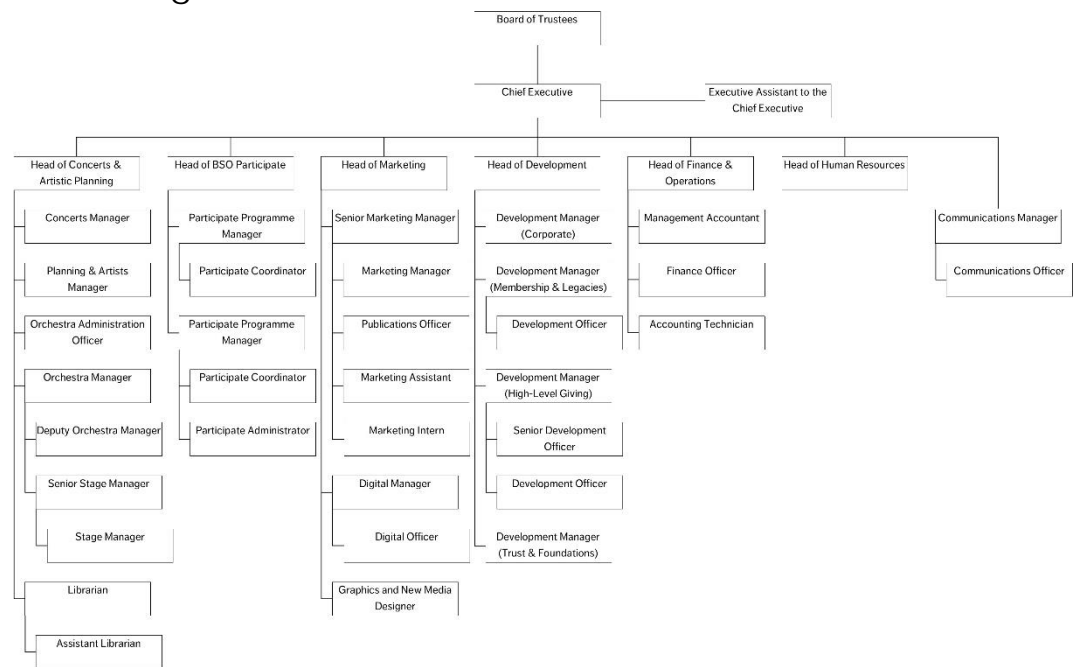 Board of Trustees
Chief Executive
Executive Assistant to the
Chief Executive
Head of Concerts &
Artistic Planning
Head of BSO Participate
Head of Marketing
Head of Development
Head of Finance &
Operations
Head of Human Resources
Concerts Manager
Planning & Artists
Manager
Orchestra Administration
Officer
Orchestra Manager
Deputy Orchestra Manager
Senior Stage Manager
Stage Manager
Librarian
Assistant Librarian
Participate Programme
Manager
Participate Coordinator
Participate Programme
Manager
Participate Coordinator
Participate Administrator
Senior Marketing Manager
Marketing Manager
Publications Officer
Marketing Assistant
Marketing Intern
Digital Manager
Digital Officer
Graphics and New Media
Designer
Development Manager
(Corporate)
Development Manager
(Membership & Legacies)
Development Officer
Development Manager
(High-Level Giving)
Senior Development
Officer
Development Officer
Development Manager
(Trust & Foundations)
Management Accountant
Finance Officer
Accounting Technician
Communications Manager
Communications Officer